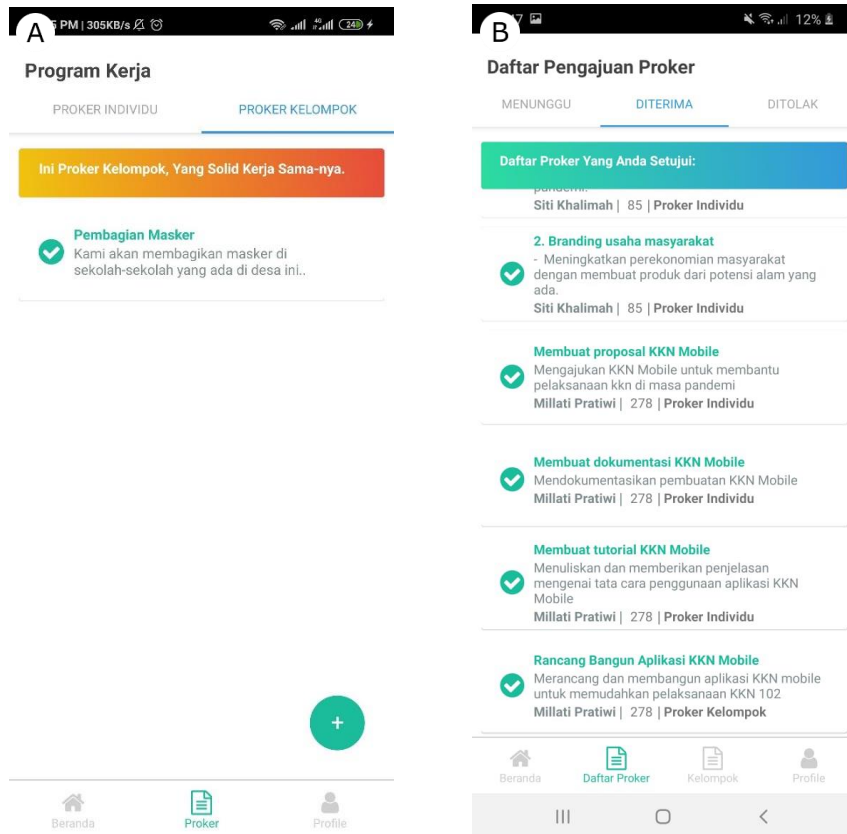 A
5 PM | 305KB/s
4G
24
Program Kerja
PROKER INDIVIDU
PROKER KELOMPOK
Ini Proker Kelompok, Yang Solid Kerja Sama-nya.
Pembagian Masker
Kami akan membagikan masker di
sekolah-sekolah yang ada di desa ini..
+
Beranda
Proker
Profile
B
7
12%
Daftar Pengajuan Proker
MENUNGGU
DITERIMA
DITOLAK
Daftar Proker Yang Anda Setujui:
pandemi.
Siti Khalimah | 85 | Proker Individu
2. Branding usaha masyarakat
- Meningkatkan perekonomian masyarakat
dengan membuat produk dari potensi alam yang
ada.
Siti Khalimah | 85 | Proker Individu
Membuat proposal KKN Mobile
Mengajukan KKN Mobile untuk membantu
pelaksanaan kkn di masa pandemi
Millati Pratiwi | 278 | Proker Individu
Membuat dokumentasi KKN Mobile
Mendokumentasikan pembuatan KKN Mobile
Millati Pratiwi | 278 | Proker Individu
Membuat tutorial KKN Mobile
Menuliskan dan memberikan penjelasan
mengenai tata cara penggunaan aplikasi KKN
Mobile
Millati Pratiwi | 278 | Proker Individu
Rancang Bangun Aplikasi KKN Mobile
Merancang dan membangun aplikasi KKN mobile
untuk memudahkan pelaksanaan KKN 102
Millati Pratiwi | 278 | Proker Kelompok
Beranda
Daftar Proker
Kelompok
Profile